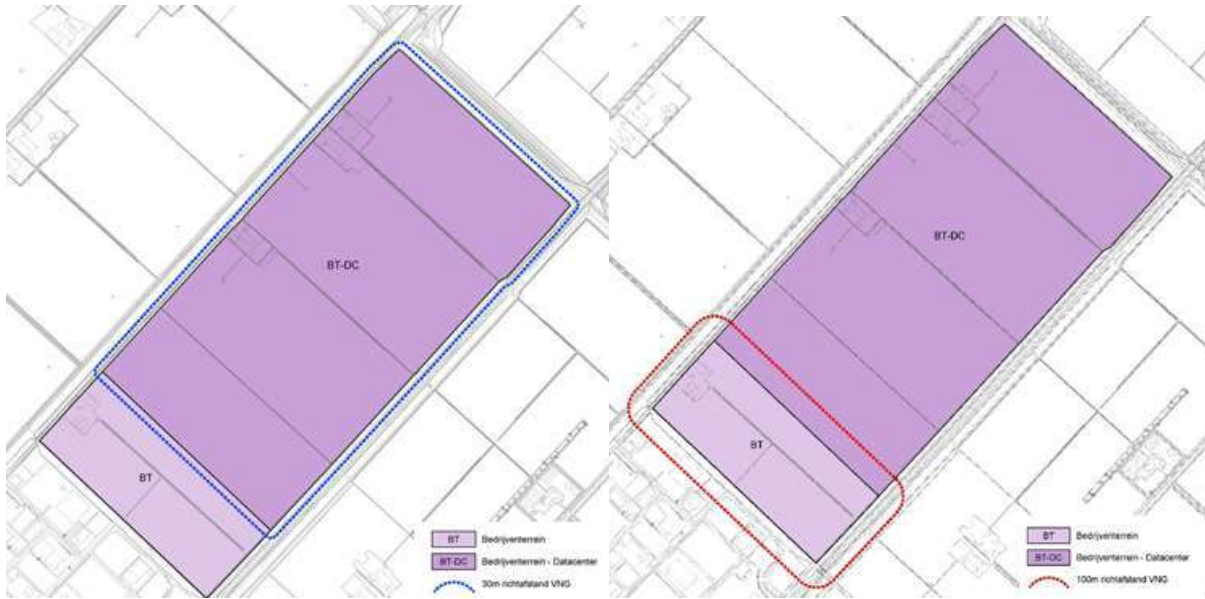 BT-DC
BT
BT Bedrijventerrein
BT-DC Bedrijventerrein - Datacenter
30m richtafstand VNG
BT-DC
BT
BT Bedrijventerrein
BT-DC Bedrijventerrein - Datacenter
100m richtafstand VNG